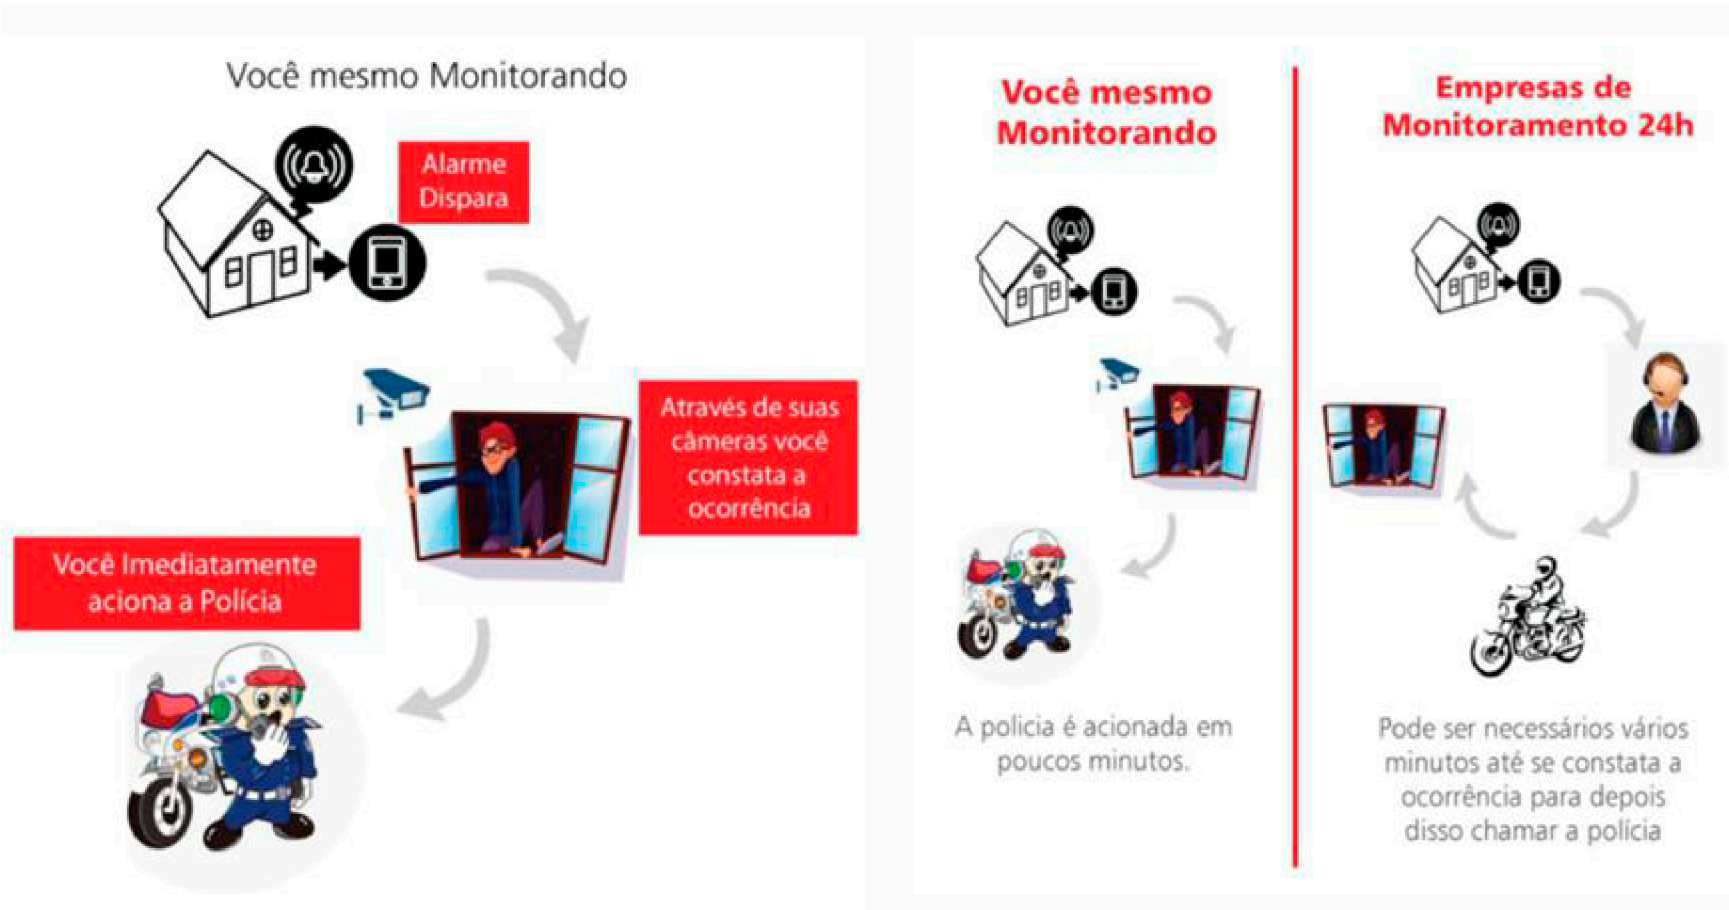 Você mesmo Monitorando
Alarme
Dispara
Através de suas
câmeras você
constata a
ocorrência
Você Imediatamente
aciona a Polícia
Você mesmo
Monitorando
A policia é acionada em
poucos minutos.
Empresas de
Monitoramento 24h
Pode ser necessários vários
minutos até se constata a
ocorrência para depois
disso chamar a polícia